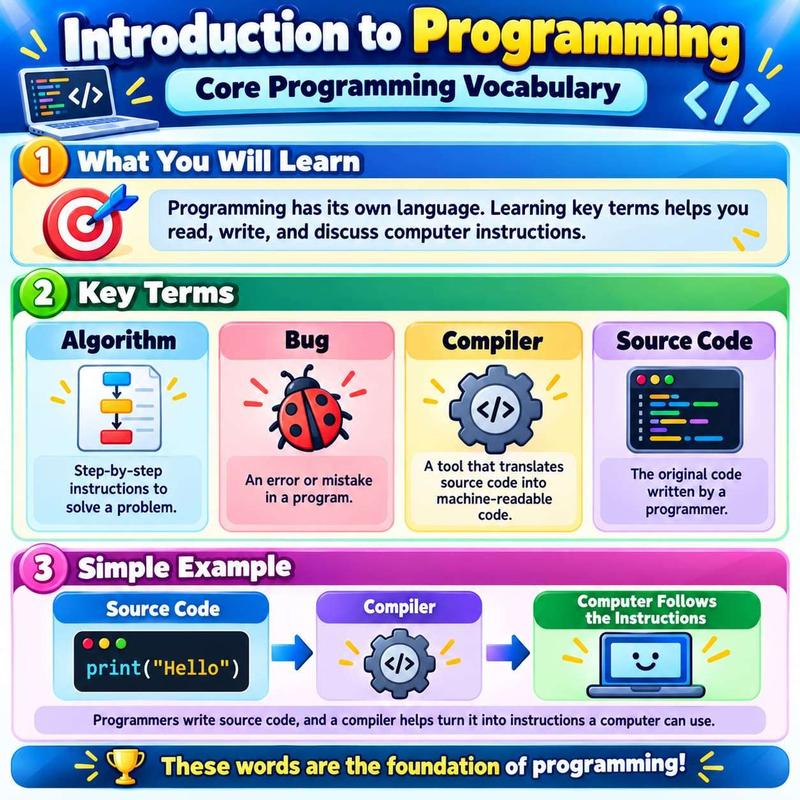 Introduction to Programming
Core Programming Vocabulary
</>
</>
1 What You Will Learn
Programming has its own language. Learning key terms helps you
read, write, and discuss computer instructions.
2 Key Terms
Algorithm
Step-by-step
instructions to
solve a problem.
Bug
An error or mistake
in a program.
Compiler
</>
A tool that translates
source code into
machine-readable
code.
Source Code
The original code
written by a
programmer.
3 Simple Example
Source Code
print("Hello")
Compiler
</>
Computer Follows
the Instructions
Programmers write source code, and a compiler helps turn it into instructions a computer can use.
These words are the foundation of programming!